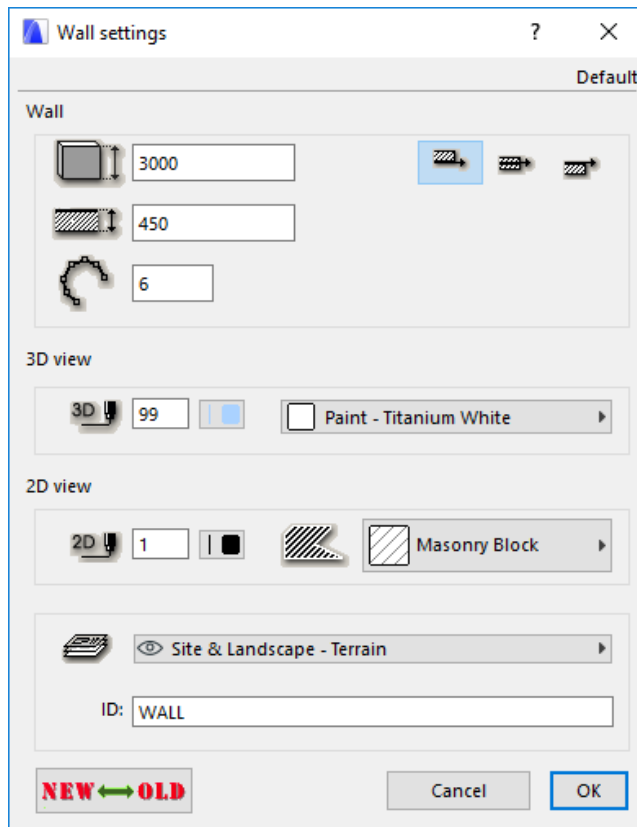 Wall settings
?
Default
Wall
3000
450
6
3D view
3D 99 Paint - Titanium White
2D view
2D 1 Masonry Block
Site & Landscape - Terrain
ID: WALL
NEW OLD Cancel OK